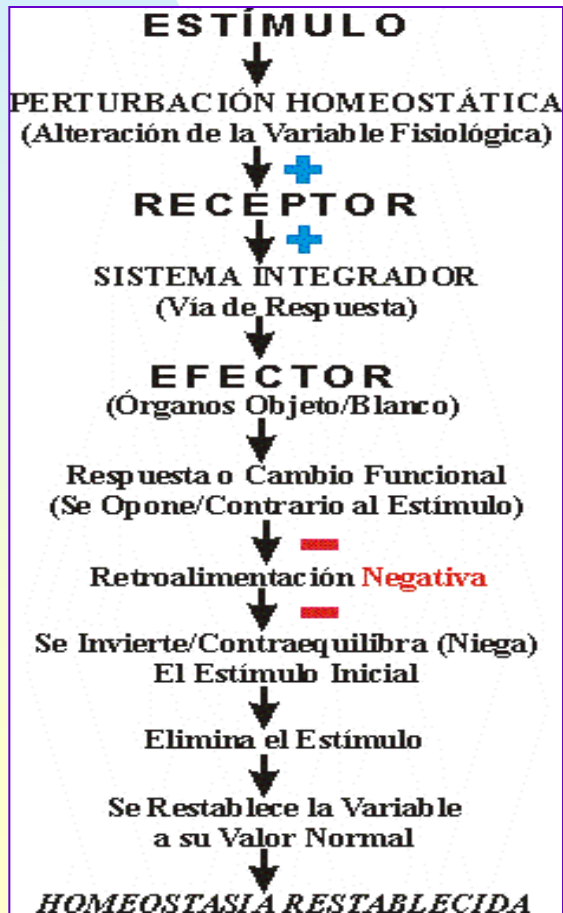 ESTÍMULO
PERTURBACIÓN HOMEOSTÁTICA
(Alteración de la Variable Fisiológica)
RECEPTOR
SISTEMA INTEGRADOR
(Vía de Respuesta)
EFECTOR
(Órganos Objeto/Blanco)
Respuesta o Cambio Funcional
(Se Opone/Contrario al Estímulo)
Retroalimentación Negativa
Se Invierte/Contraequilibra (Niega)
El Estímulo Inicial
Elimina el Estímulo
Se Restablece la Variable
a su Valor Normal
HOMEOSTASIA RESTABLECIDA